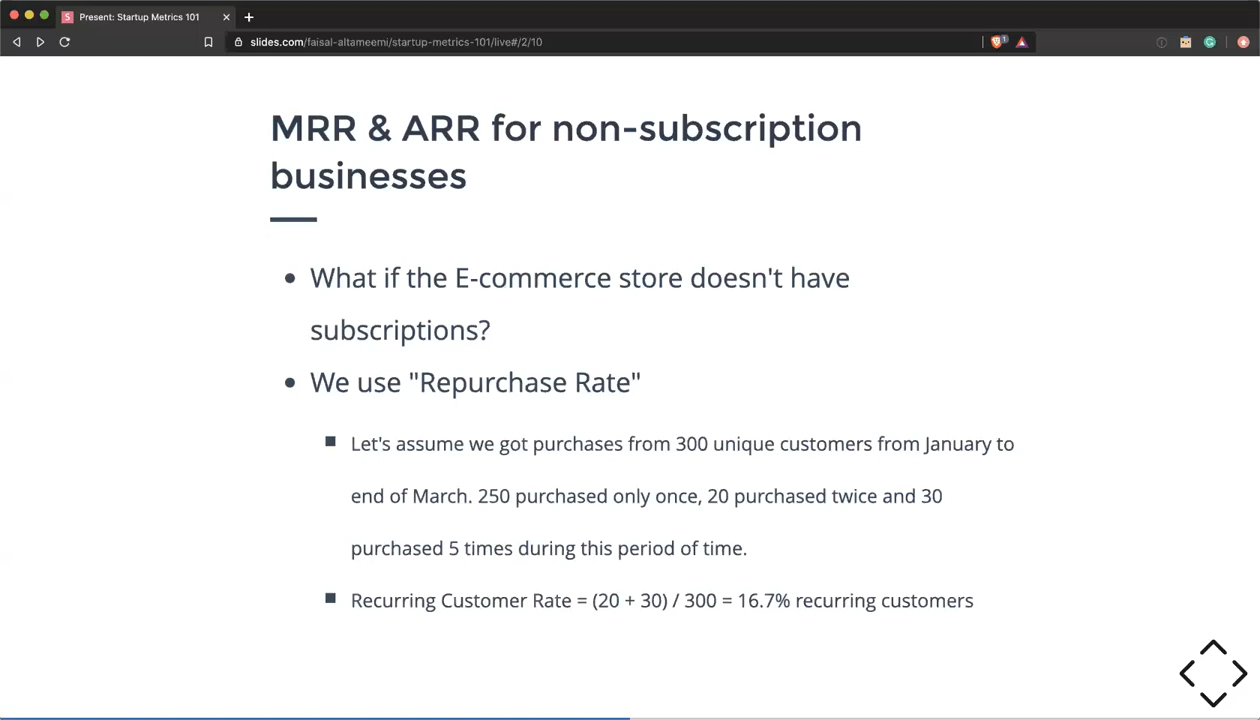 Present: Startup Metrics 101
slides.com/faisal-altameemi/startup-metrics-101/live#/2/10
MRR & ARR for non-subscription
businesses
• What if the E-commerce store doesn't have
subscriptions?
• We use "Repurchase Rate"
▪ Let's assume we got purchases from 300 unique customers from January to
end of March. 250 purchased only once, 20 purchased twice and 30
purchased 5 times during this period of time.
▪ Recurring Customer Rate = (20 + 30) / 300 = 16.7% recurring customers